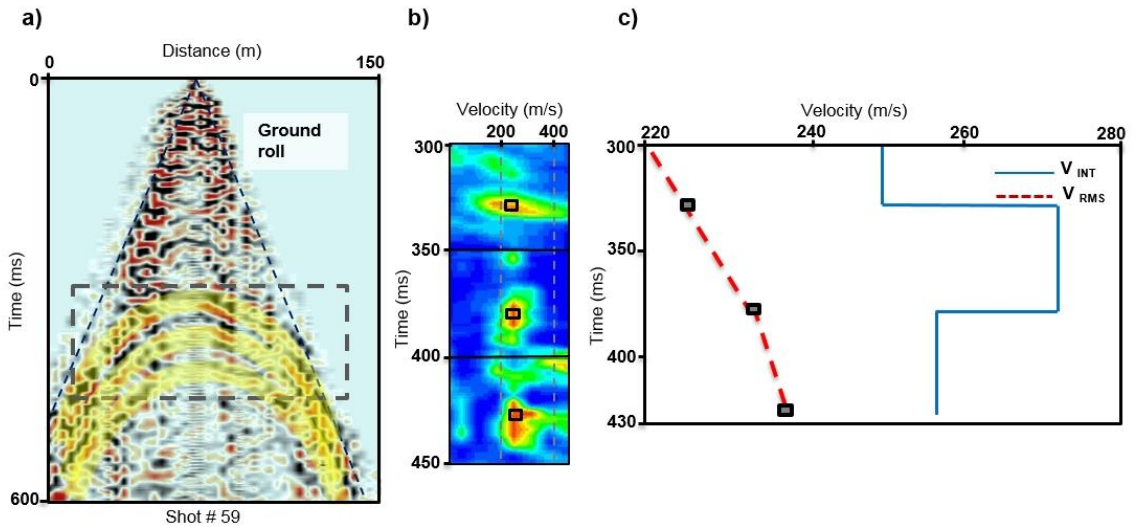 a)
Distance (m)
0
150
0
Time (ms)
600
Ground
roll
Shot # 59
b)
Velocity (m/s)
200
400
300
350
400
450
Time (ms)
c)
Velocity (m/s)
220
240
260
280
300
350
400
430
Time (ms)
V INT
V RMS